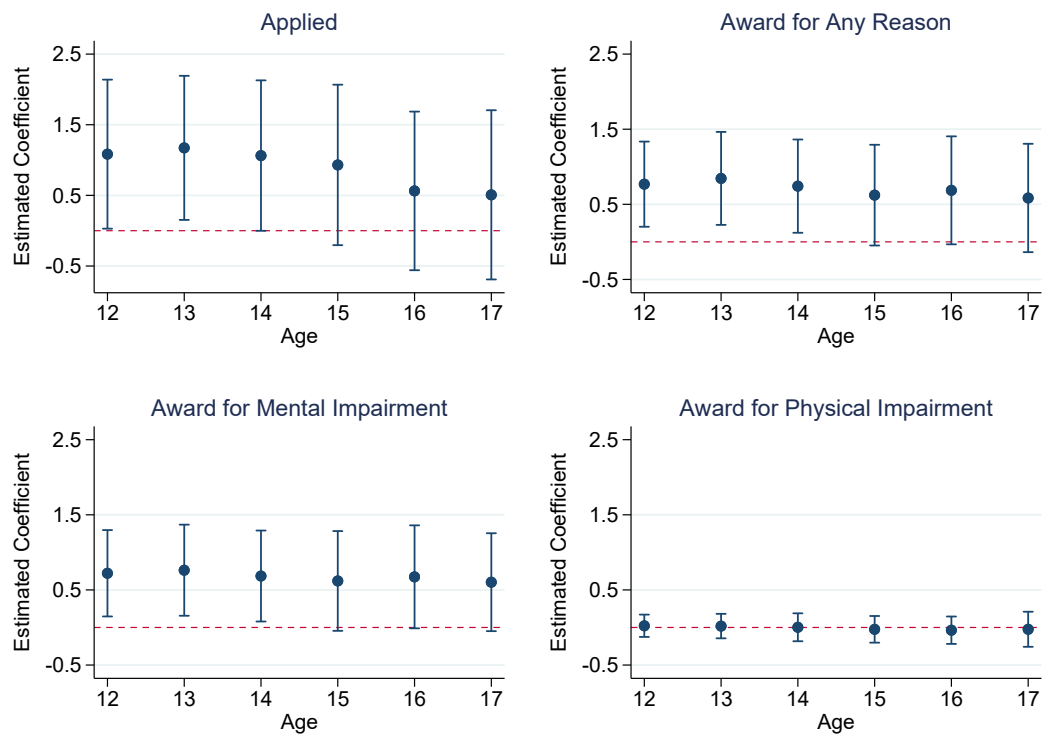 Applied
Estimated Coefficient
2.5
1.5
0.5
-0.5
12 13 14 15 16 17
Age
Award for Any Reason
Estimated Coefficient
2.5
1.5
0.5
-0.5
12 13 14 15 16 17
Age
Award for Mental Impairment
Estimated Coefficient
2.5
1.5
0.5
-0.5
12 13 14 15 16 17
Age
Award for Physical Impairment
Estimated Coefficient
2.5
1.5
0.5
-0.5
12 13 14 15 16 17
Age